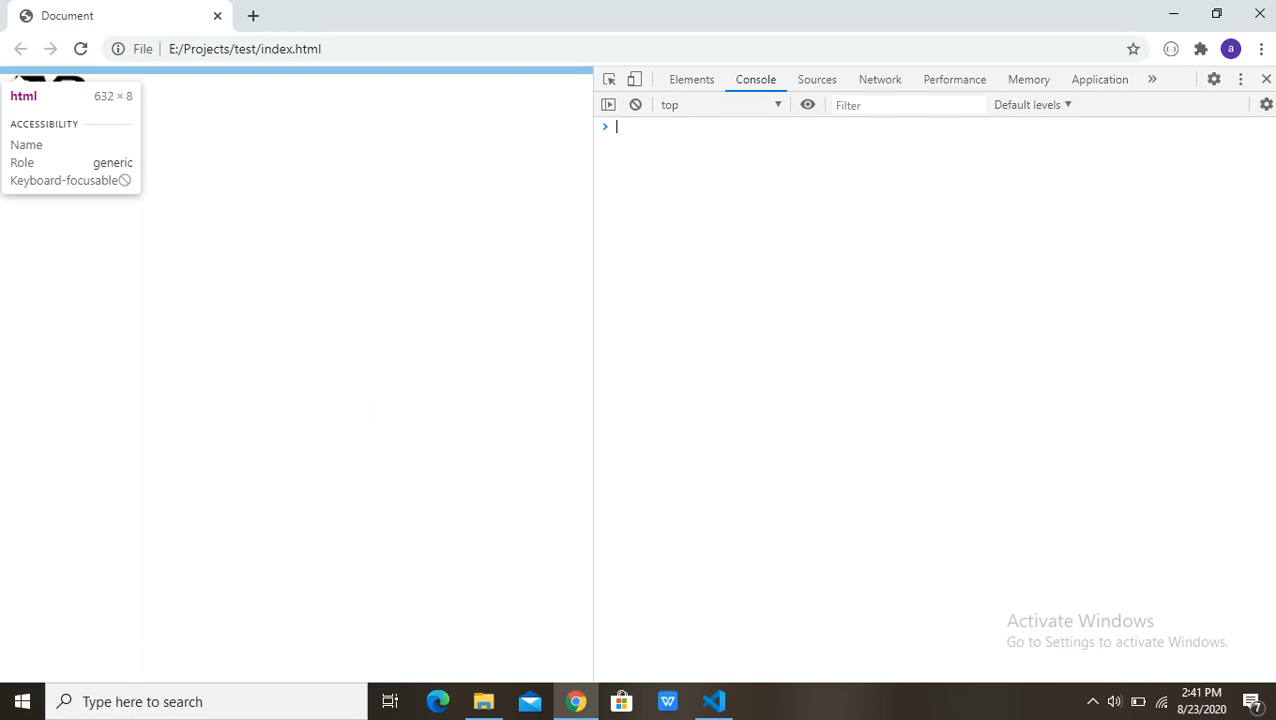 Document
File
E:/Projects/test/index.html
a
html 632 × 8
ACCESSIBILITY
Name
Role generic
Keyboard-focusable
Elements Console Sources Network Performance Memory Application
top Filter Default levels
Activate Windows
Go to Settings to activate Windows.
Type here to search
W
2:41 PM
8/23/2020
7